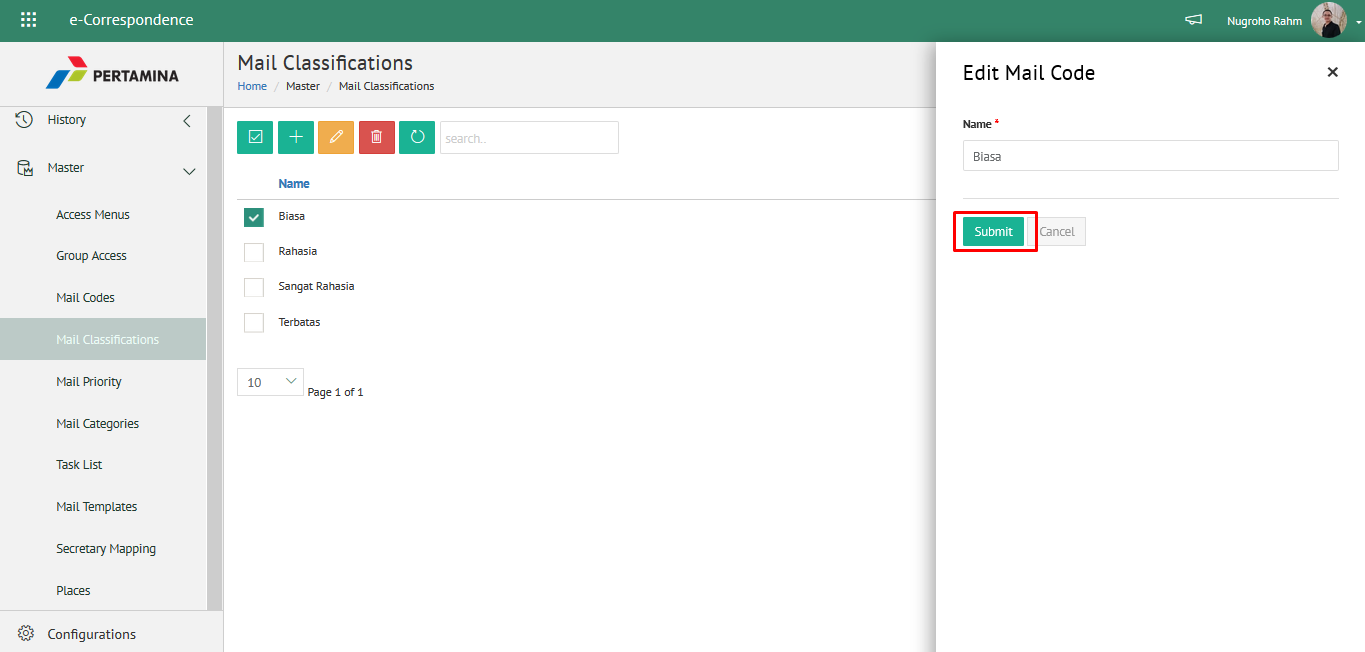 e-Correspondence
Nugroho Rahm
PERTAMINA
History
Master
Access Menus
Group Access
Mail Codes
Mail Classifications
Mail Priority
Mail Categories
Task List
Mail Templates
Secretary Mapping
Places
Configurations
Mail Classifications
Home / Master / Mail Classifications
search..
Name
Biasa
Rahasia
Sangat Rahasia
Terbatas
10 Page 1 of 1
Edit Mail Code ×
Name *
Biasa
Submit Cancel